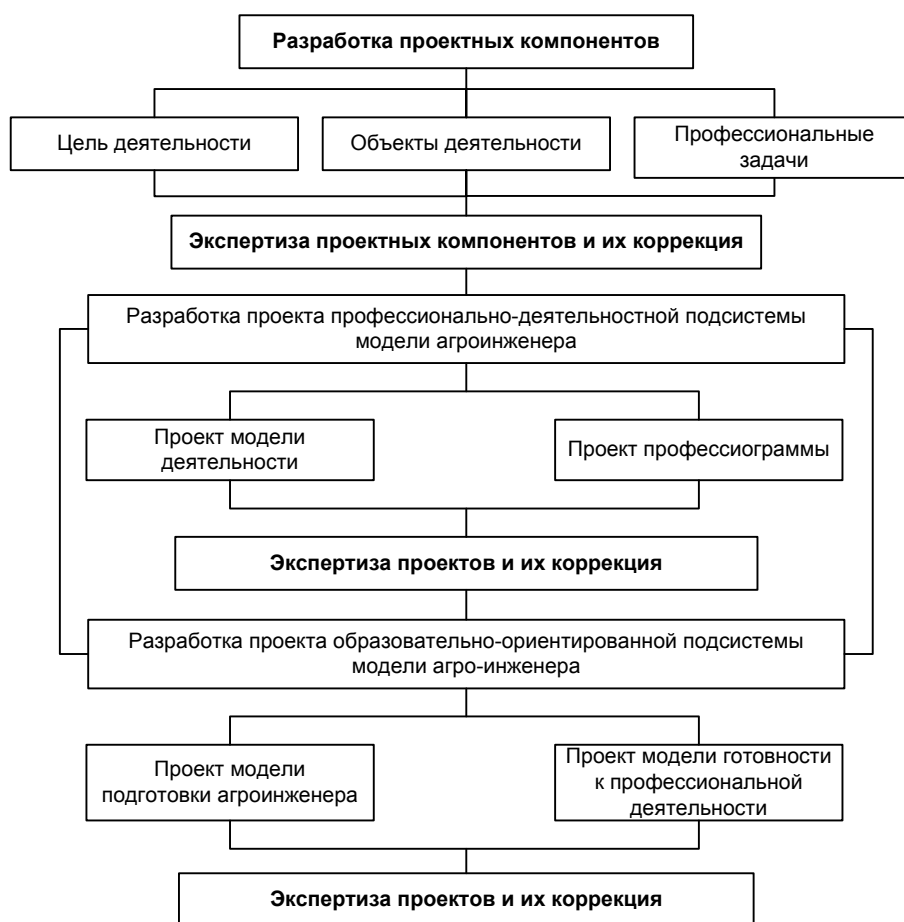 Разработка проектных компонентов
Цель деятельности
Объекты деятельности
Профессиональные
задачи
Экспертиза проектных компонентов и их коррекция
Разработка проекта профессионально-деятельностной подсистемы
модели агроинженера
Проект модели
деятельности
Проект профессиограммы
Экспертиза проектов и их коррекция
Разработка проекта образовательно-ориентированной подсистемы
модели агро-инженера
Проект модели
подготовки агроинженера
Проект модели готовности
к профессиональной
деятельности
Экспертиза проектов и их коррекция